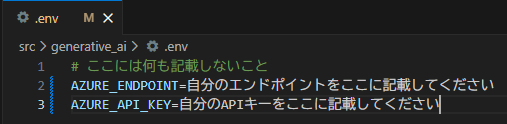 .env M
src > generative_ai > .env
1 # ここには何も記載しないこと
2 AZURE_ENDPOINT=自分のエンドポイントをここに記載してください
3 AZURE_API_KEY=自分のAPIキーをここに記載してください